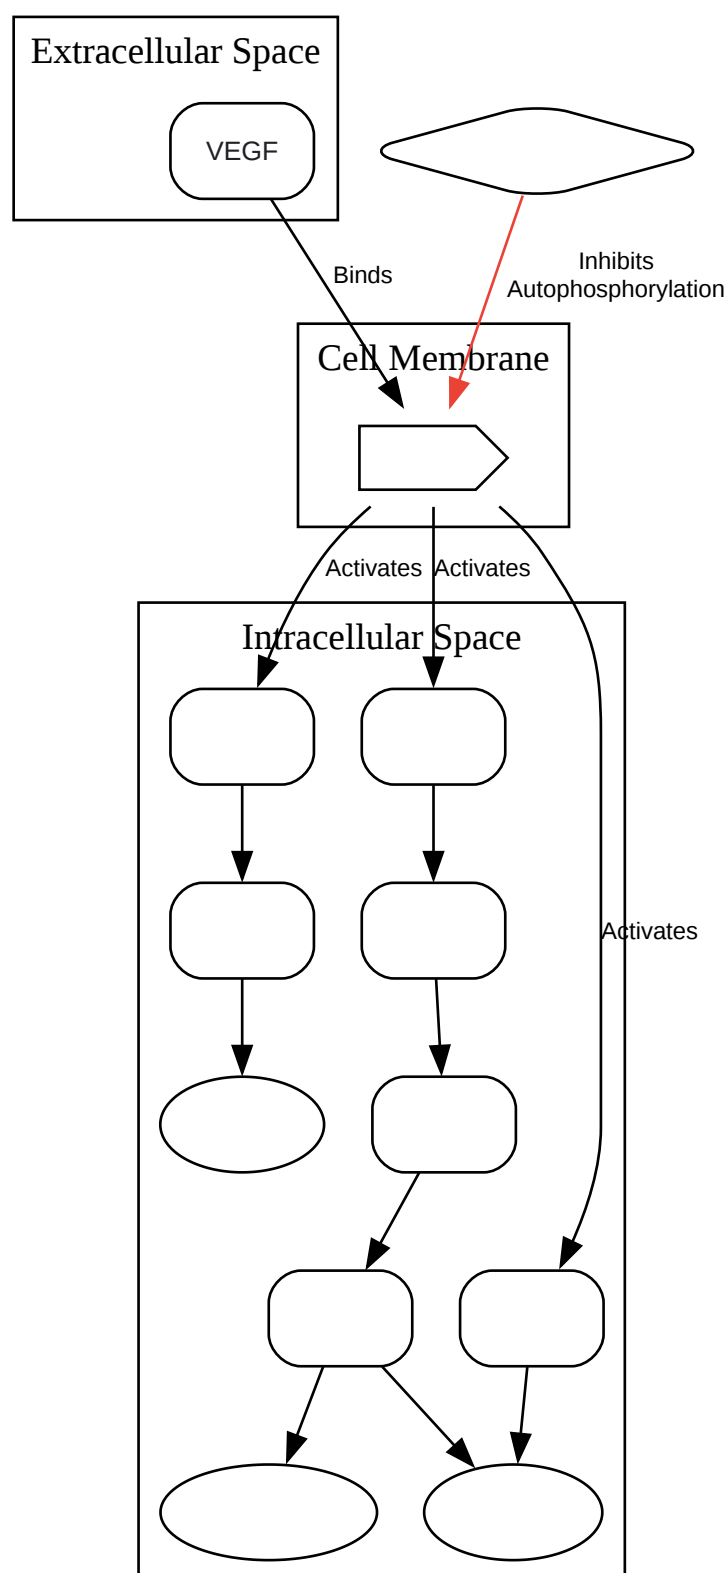 Extracellular Space
VEGF
Binds
Inhibits
Autophosphorylation
Cell Membrane
Activates
Activates
Intracellular Space
Activates